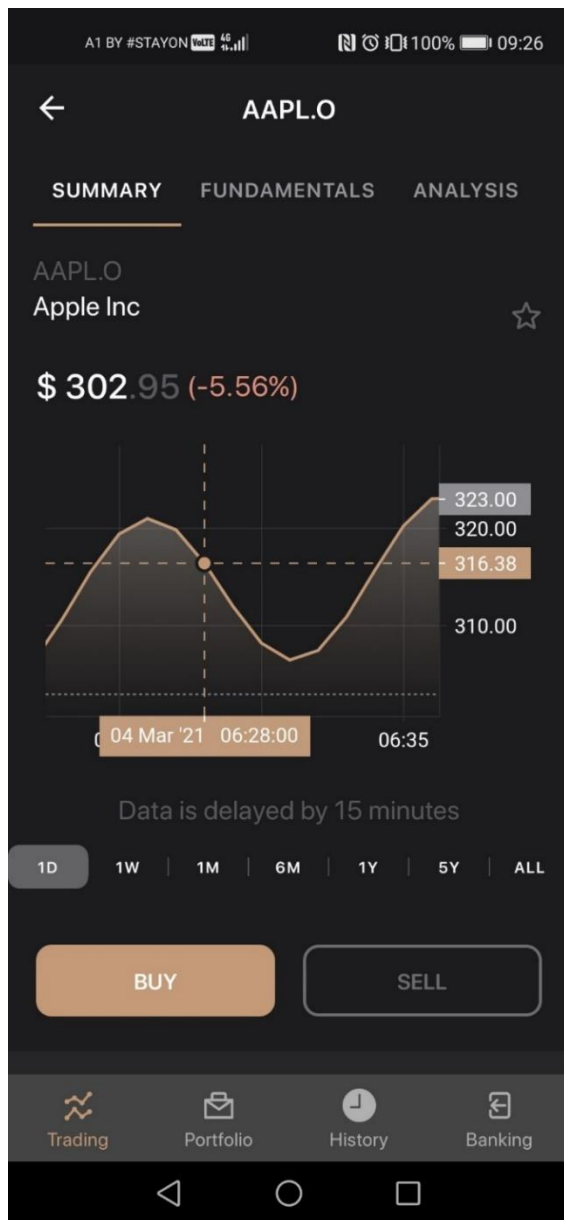 A1 BY #STAYON VoLTE 4G 100% 09:26
AAPL.O
SUMMARY FUNDAMENTALS ANALYSIS
AAPL.O
Apple Inc
$ 302.95 (-5.56%)
323.00
320.00
316.38
310.00
04 Mar '21 06:28:00 06:35
Data is delayed by 15 minutes
1D 1W 1M 6M 1Y 5Y ALL
BUY SELL
Trading Portfolio History Banking